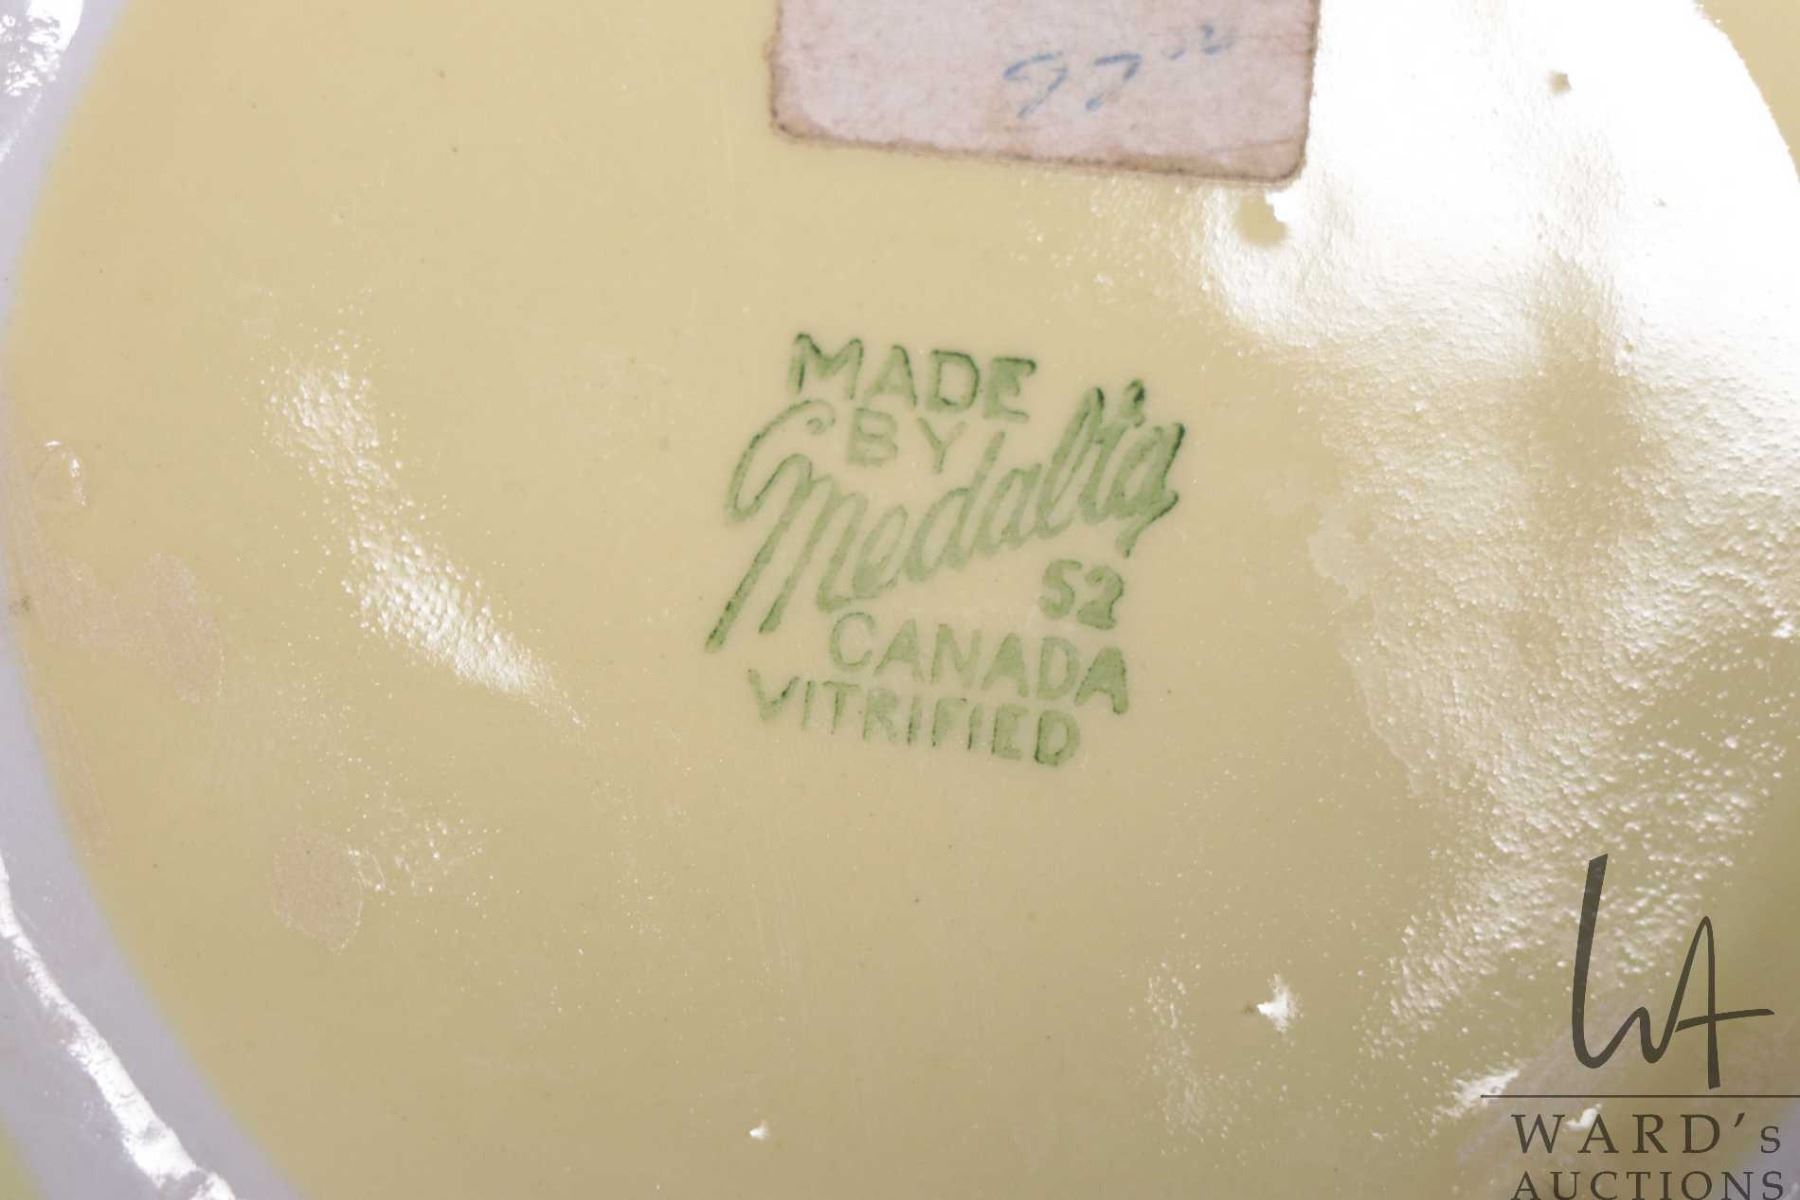 MADE
BY
Medalta
52
CANADA
VITRIFIED
WARD's
AUCTIONS